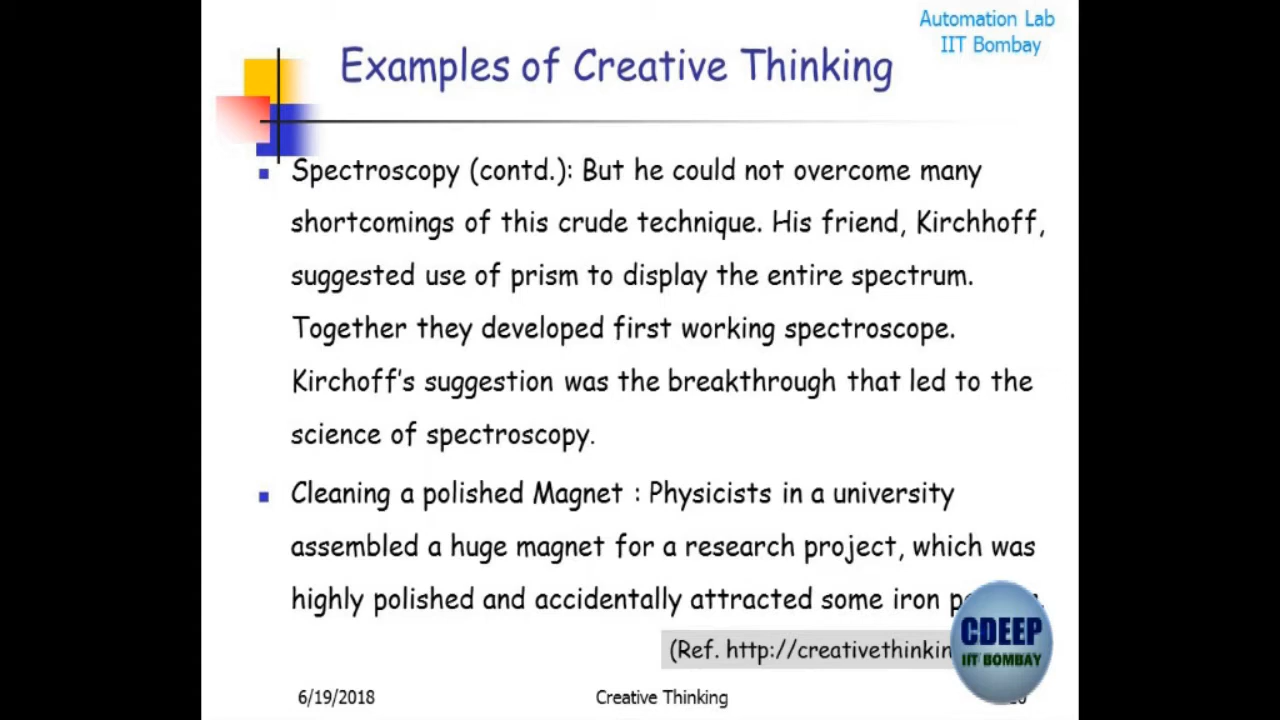 Automation Lab
IIT Bombay
Examples of Creative Thinking
Spectroscopy (contd.): But he could not overcome many
shortcomings of this crude technique. His friend, Kirchhoff,
suggested use of prism to display the entire spectrum.
Together they developed first working spectroscope.
Kirchoff's suggestion was the breakthrough that led to the
science of spectroscopy.
Cleaning a polished Magnet : Physicists in a university
assembled a huge magnet for a research project, which was
highly polished and accidentally attracted some iron
(Ref. http://creativethinkin
CDEEP
IIT BOMBAY
6/19/2018
Creative Thinking